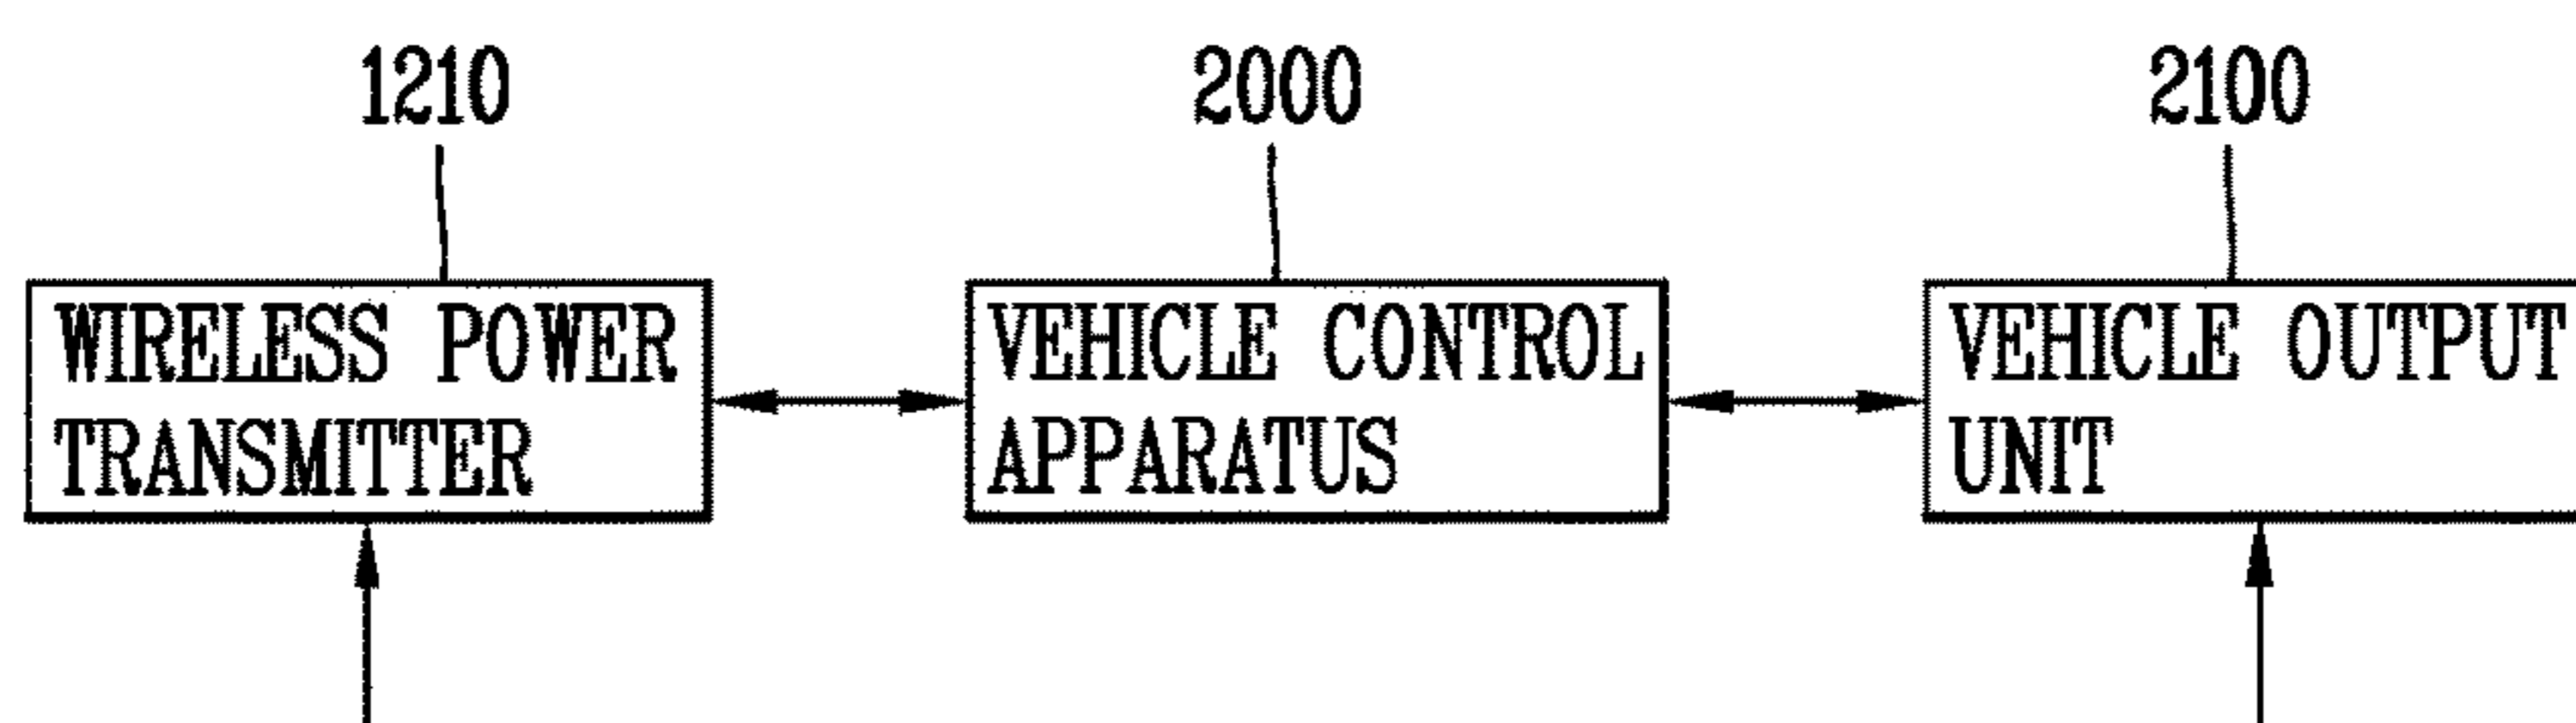 1210
2000
2100
WIRELESS POWER
TRANSMITTER
VEHICLE CONTROL
APPARATUS
VEHICLE OUTPUT
UNIT